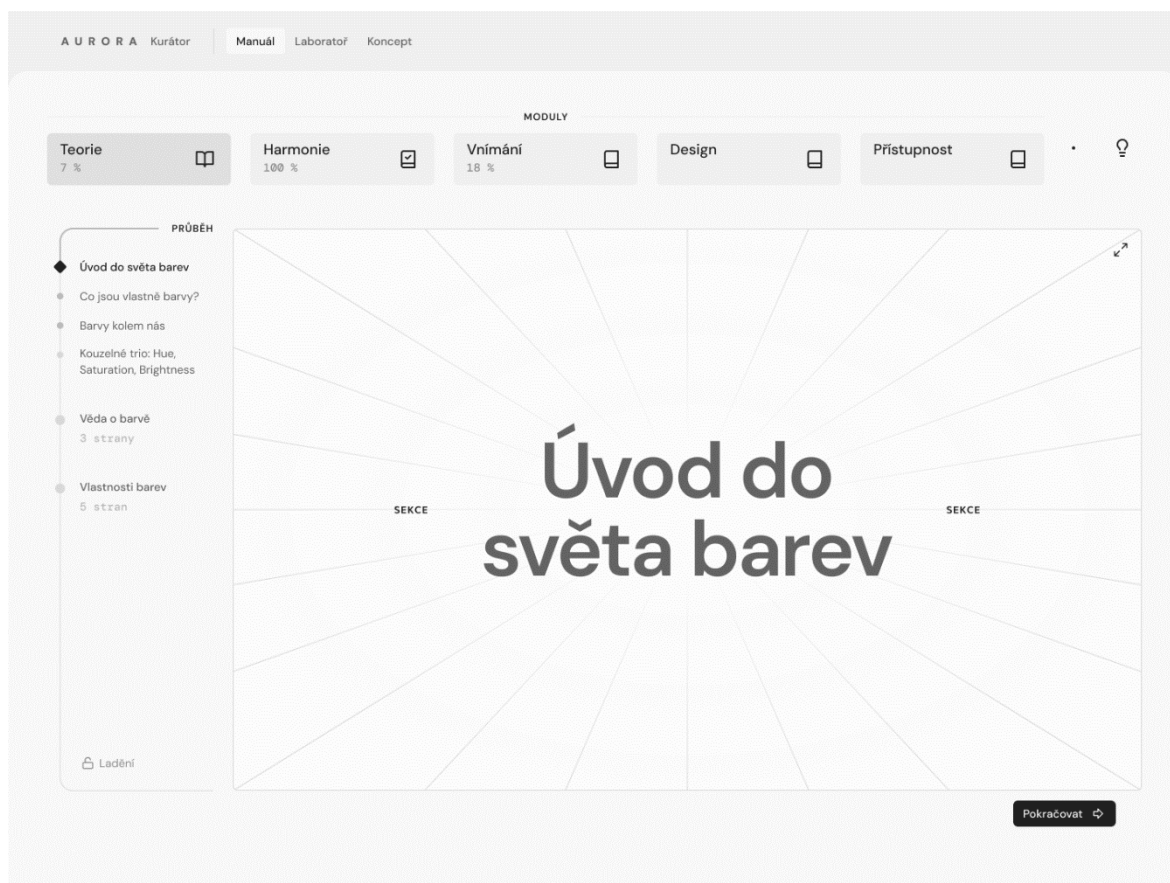 AURORA Kurátor Manuál Laboratoř Koncept
MODULY
Teorie
7 %
Harmonie
100 %
Vnímání
18 %
Design
Přístupnost
PRŮBĚH
Úvod do světa barev
Co jsou vlastně barvy?
Barvy kolem nás
Kouzelné trio: Hue,
Saturation, Brightness
Věda o barvě
3 strany
Vlastnosti barev
5 stran
Ladění
SEKCE
Úvod do
světa barev
SEKCE
Pokračovat